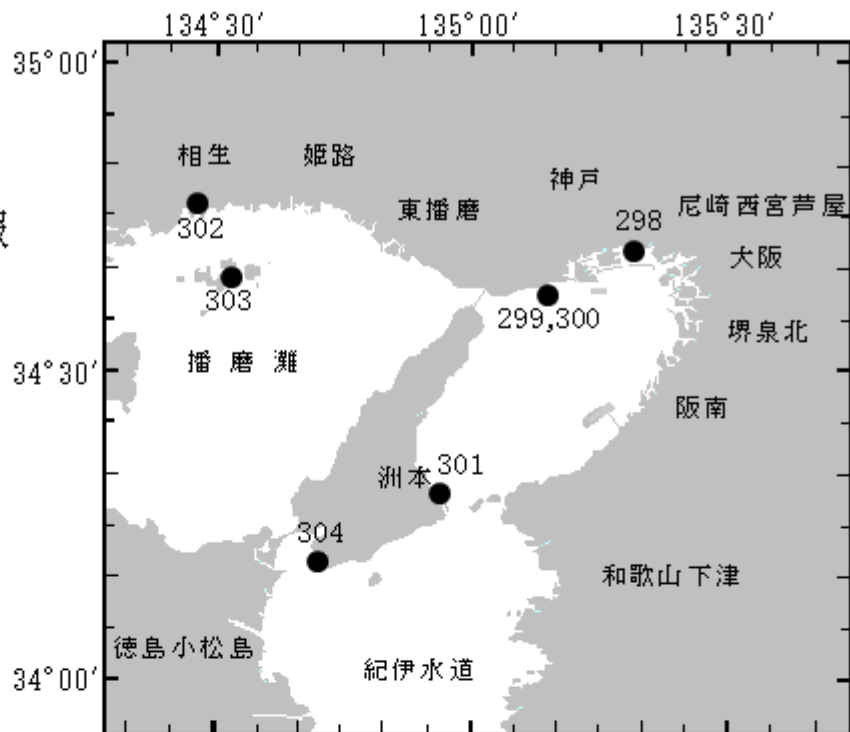 134°30′ 135°00′ 135°30′
35°00′
相生 姫路
神戸
東播磨 尼崎西宮芦屋
302 298
大阪
303
299,300
堺泉北
播磨灘
34°30′
阪南
洲本 301
304
和歌山下津
徳島小松島
紀伊水道
34°00′